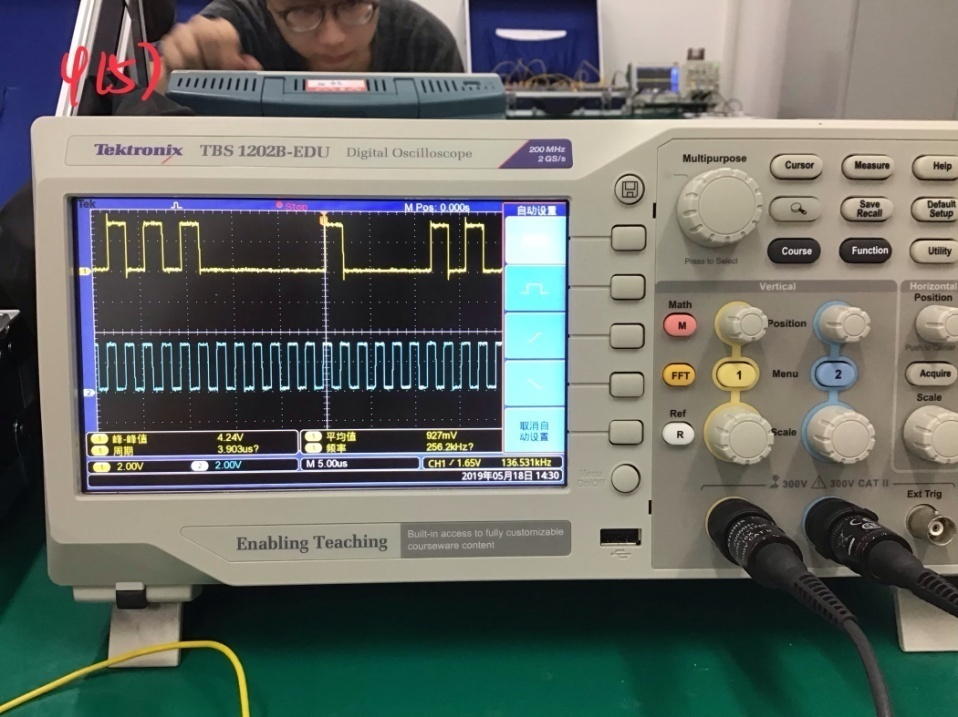 4(5)
Tektronix TBS 1202B-EDU Digital Oscilloscope
200 MHz
2 GS/s
Tek Stop M Pos: 0.000s
自动设置
取消自
动设置
1 峰-峰值 4.24V
1 周期 3.903us?
1 平均值 927mV
1 频率 256.2kHz?
1 2.00V 2 2.00V M 5.00us CH1 / 1.65V 136.531kHz
2019年05月18日 14:30
Enabling Teaching
Built-in access to fully customizable
courseware content
Multipurpose
Press to Select
Cursor
Measure
Help
Save
Recall
Default
Setup
Course
Function
Utility
Vertical
Horizontal
Math
M
Position
Position
FFT
1
Menu
2
Acquire
Ref
R
Scale
Scale
Menu
On/Off
300V 300V CAT II
Ext Trig